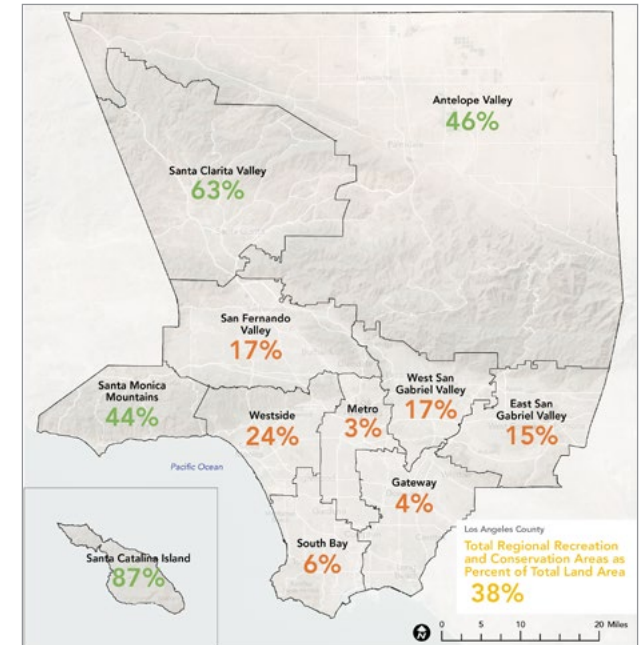 Antelope Valley
46%
Santa Clarita Valley
63%
San Fernando
Valley
17%
Santa Monica
Mountains
44%
Westside
24%
Metro
3%
West San
Gabriel Valley
17%
East San
Gabriel Valley
15%
Pacific Ocean
Gateway
4%
South Bay
6%
Santa Catalina Island
87%
Los Angeles County
Total Regional Recreation
and Conservation Areas as
Percent of Total Land Area
38%
N
0 5 10 20 Miles